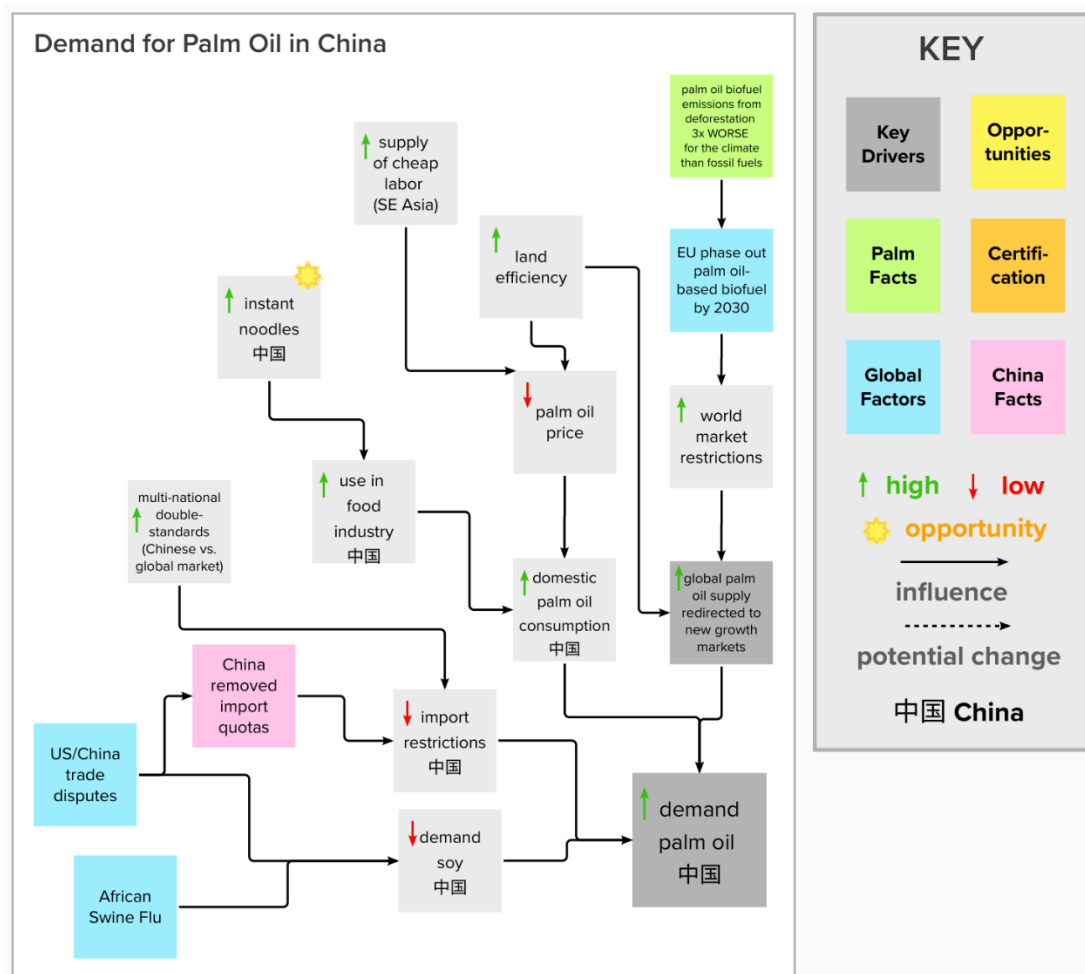 Demand for Palm Oil in China
palm oil biofuel
emissions from
deforestation
3x WORSE
for the climate
than fossil fuels
supply
of cheap
labor
(SE Asia)
land
efficiency
EU phase out
palm oil-
based biofuel
by 2030
instant
noodles
中国
palm oil
price
world
market
restrictions
use in
food
industry
中国
multi-national
double-
standards
(Chinese vs.
global market)
domestic
palm oil
consumption
中国
global palm
oil supply
redirected to
new growth
markets
China
removed
import
quotas
import
restrictions
中国
US/China
trade
disputes
demand
palm oil
中国
demand
soy
中国
African
Swine Flu
KEY
Key
Drivers
Oppor-
tunities
Palm
Facts
Certifi-
cation
Global
Factors
China
Facts
high
low
opportunity
influence
potential change
中国 China